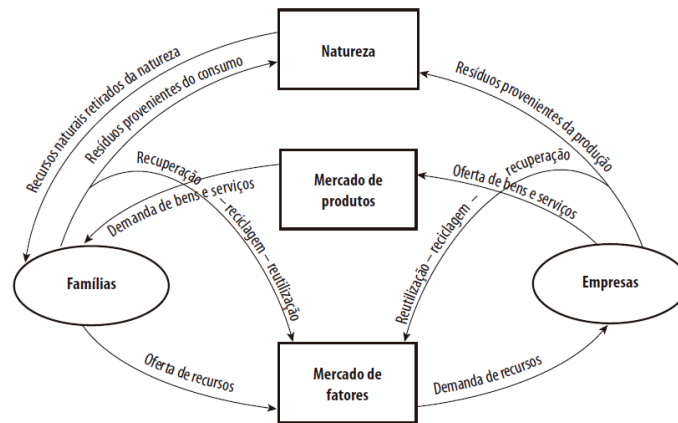 Natureza
Recursos naturais retirados da natureza
Resíduos provenientes do consumo
Resíduos provenientes da produção
Recuperação – reciclagem – reutilização
Reutilização – reciclagem – recuperação
Mercado de
produtos
Demanda de bens e serviços
Oferta de bens e serviços
Famílias
Empresas
Oferta de recursos
Mercado de
fatores
Demanda de recursos